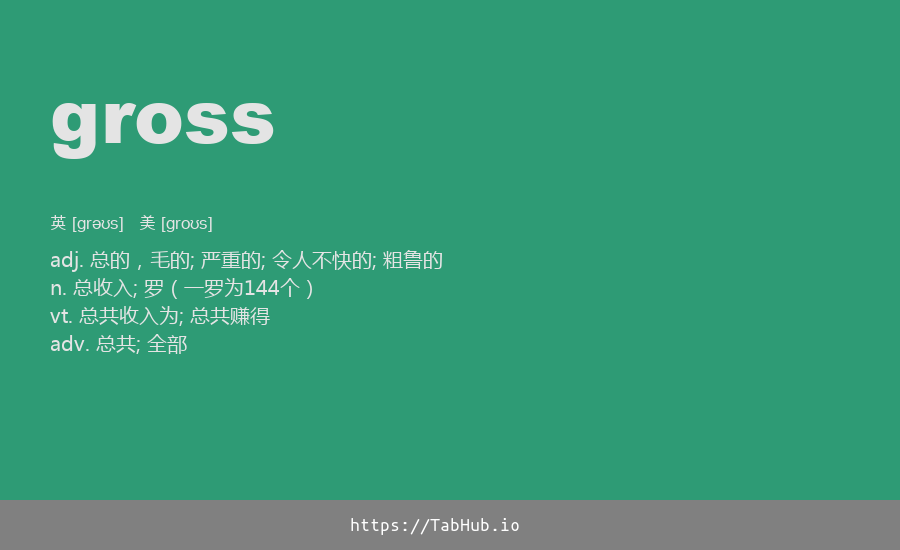 gross
英 [grəʊs] 美 [groʊs]
adj. 总的，毛的; 严重的; 令人不快的; 粗鲁的
n. 总收入; 罗（一罗为144个）
vt. 总共收入为; 总共赚得
adv. 总共; 全部
https://TabHub.io